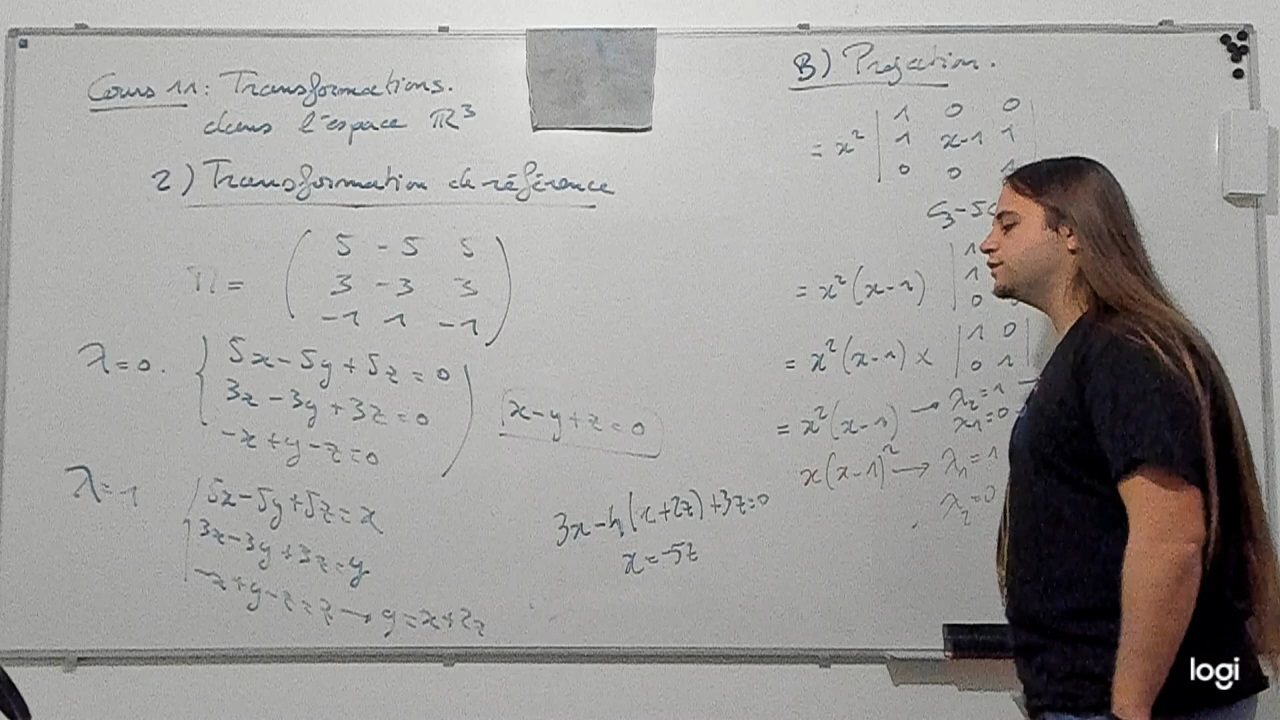 Cours 11: Transformations.
dans l'espace ℝ³
2) Transformation de référence
M = ( 5 -5 5
3 -3 3
-1 1 -1 )
λ=0. { 5x-5y+5z=0
3x-3y+3z=0
-x+y-z=0
x-y+z=0
λ=1 5x-5y+5z=x
3x-3y+3z=y
-x+y-z=z → y=x+2z
3x-4(x+2z)+3z=0
x=-5z
B) Projection.
= x² | 1 0 0
1 x-1 1
0 0
C3-5C
= x²(x-1) | 1
1
0
= x²(x-1) × | 1 0 |
| 0 1 |
= x²(x-1) → λ2=1
λ1=0
x(x-1)² → λ1=1
λ2=0
logi